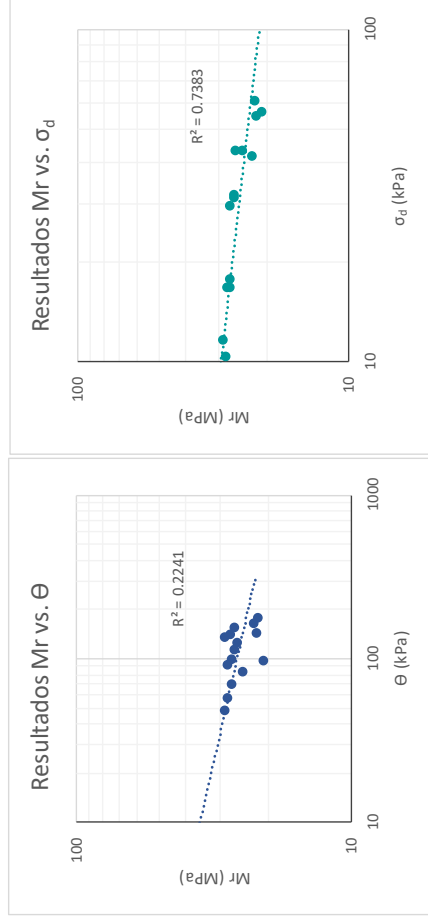 Resultados Mr vs. Θ
Mr (MPa)
100
10
R² = 0.2241
10
100
1000
Θ (kPa)
Resultados Mr vs. σd
Mr (MPa)
100
10
R² = 0.7383
10
100
σd (kPa)